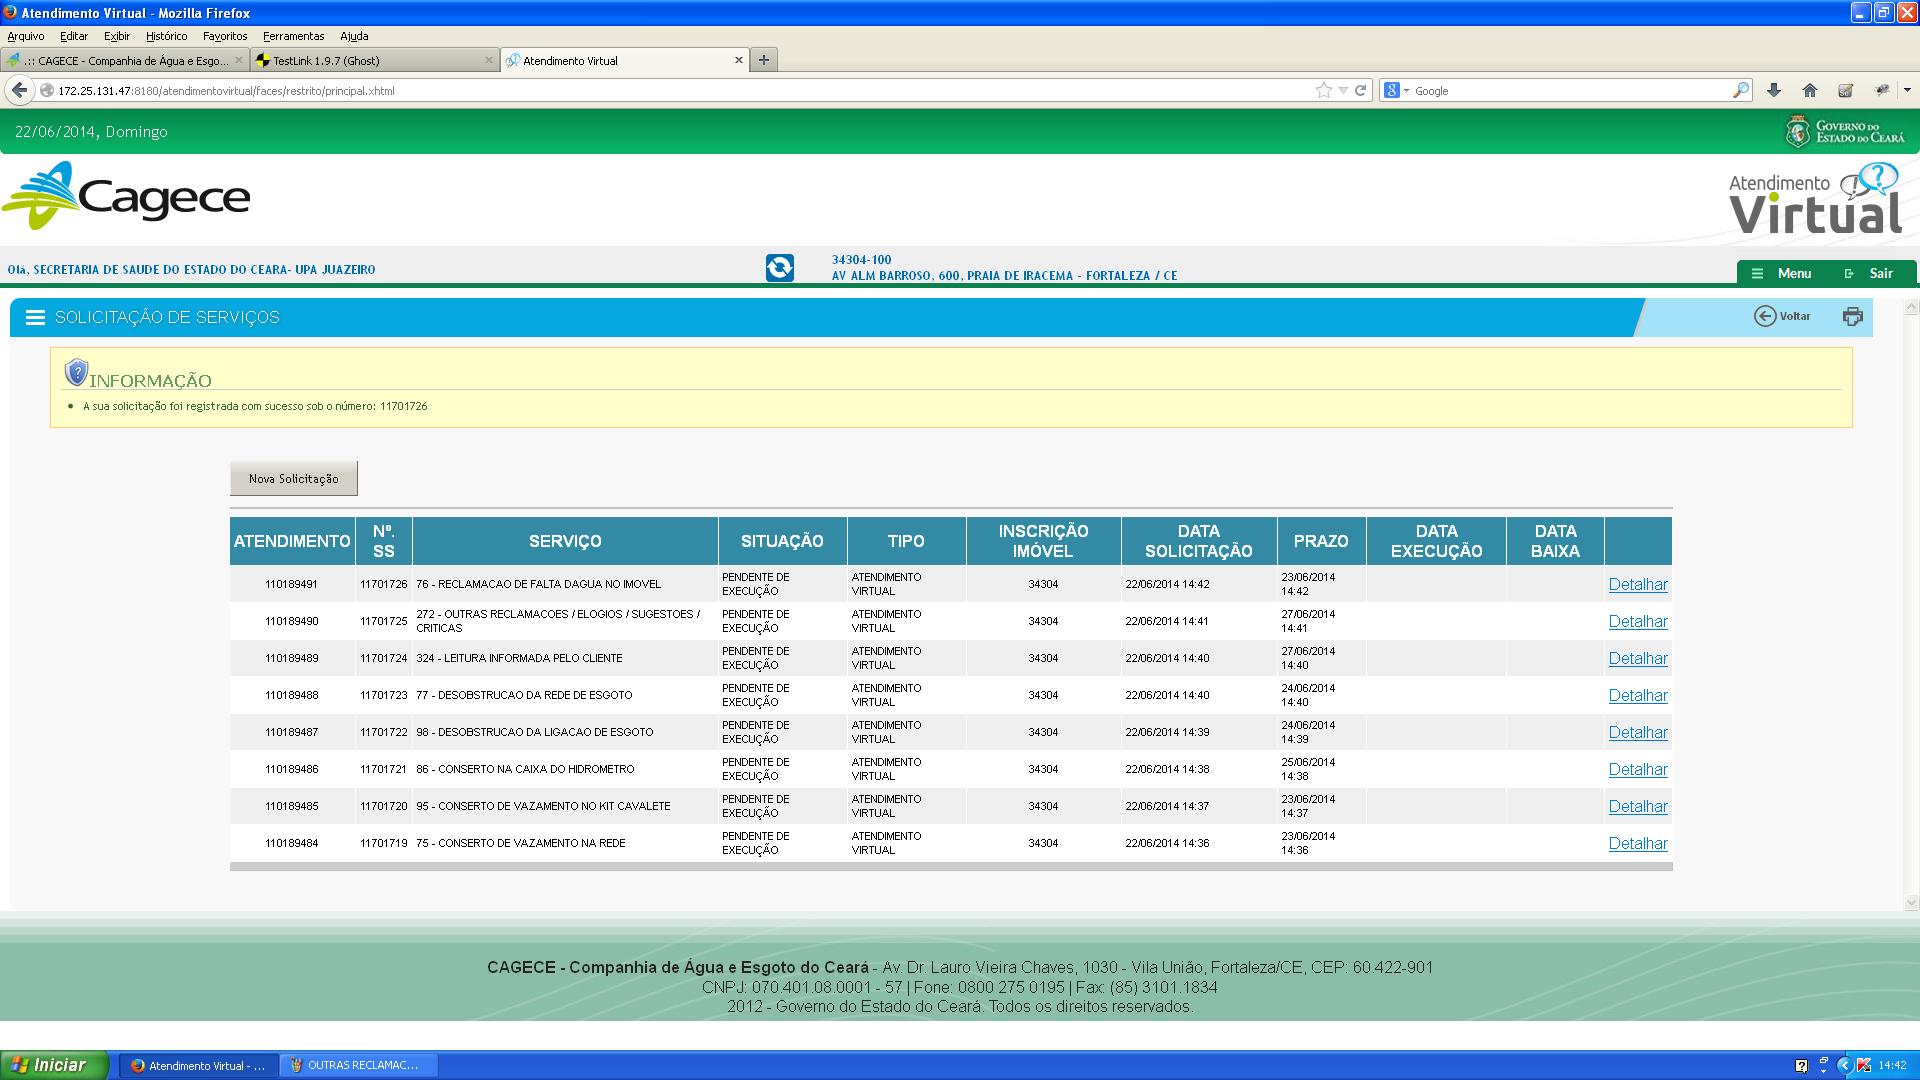 Atendimento Virtual - Mozilla Firefox
Arquivo Editar Exibir Histórico Favoritos Ferramentas Ajuda
.:: CAGECE - Companhia de Água e Esgo...
TestLink 1.9.7 (Ghost)
Atendimento Virtual
172.25.131.47:8180/atendimentovirtual/faces/restrito/principal.xhtml
Google
22/06/2014, Domingo
GOVERNO DO
ESTADO DO CEARÁ
Cagece
Atendimento
Virtual
Olá, SECRETARIA DE SAUDE DO ESTADO DO CEARA- UPA JUAZEIRO
34304-100
AV ALM BARROSO, 600, PRAIA DE IRACEMA - FORTALEZA / CE
Menu
Sair
SOLICITAÇÃO DE SERVIÇOS
Voltar
INFORMAÇÃO
• A sua solicitação foi registrada com sucesso sob o número: 11701726
Nova Solicitação
ATENDIMENTO Nº. SS SERVIÇO SITUAÇÃO TIPO INSCRIÇÃO IMÓVEL DATA SOLICITAÇÃO PRAZO DATA EXECUÇÃO DATA BAIXA
110189491 11701726 76 - RECLAMACAO DE FALTA DAGUA NO IMOVEL PENDENTE DE EXECUÇÃO ATENDIMENTO VIRTUAL 34304 22/06/2014 14:42 23/06/2014 14:42 Detalhar
110189490 11701725 272 - OUTRAS RECLAMACOES / ELOGIOS / SUGESTOES / CRITICAS PENDENTE DE EXECUÇÃO ATENDIMENTO VIRTUAL 34304 22/06/2014 14:41 27/06/2014 14:41 Detalhar
110189489 11701724 324 - LEITURA INFORMADA PELO CLIENTE PENDENTE DE EXECUÇÃO ATENDIMENTO VIRTUAL 34304 22/06/2014 14:40 27/06/2014 14:40 Detalhar
110189488 11701723 77 - DESOBSTRUCAO DA REDE DE ESGOTO PENDENTE DE EXECUÇÃO ATENDIMENTO VIRTUAL 34304 22/06/2014 14:40 24/06/2014 14:40 Detalhar
110189487 11701722 98 - DESOBSTRUCAO DA LIGACAO DE ESGOTO PENDENTE DE EXECUÇÃO ATENDIMENTO VIRTUAL 34304 22/06/2014 14:39 24/06/2014 14:39 Detalhar
110189486 11701721 86 - CONSERTO NA CAIXA DO HIDROMETRO PENDENTE DE EXECUÇÃO ATENDIMENTO VIRTUAL 34304 22/06/2014 14:38 25/06/2014 14:38 Detalhar
110189485 11701720 95 - CONSERTO DE VAZAMENTO NO KIT CAVALETE PENDENTE DE EXECUÇÃO ATENDIMENTO VIRTUAL 34304 22/06/2014 14:37 23/06/2014 14:37 Detalhar
110189484 11701719 75 - CONSERTO DE VAZAMENTO NA REDE PENDENTE DE EXECUÇÃO ATENDIMENTO VIRTUAL 34304 22/06/2014 14:36 23/06/2014 14:36 Detalhar
CAGECE - Companhia de Água e Esgoto do Ceará - Av. Dr. Lauro Vieira Chaves, 1030 - Vila União, Fortaleza/CE, CEP: 60.422-901
CNPJ: 070.401.08.0001 - 57 | Fone: 0800 275 0195 | Fax: (85) 3101.1834
2012 - Governo do Estado do Ceará. Todos os direitos reservados.
Iniciar
Atendimento Virtual - ...
OUTRAS RECLAMAC...
14:42